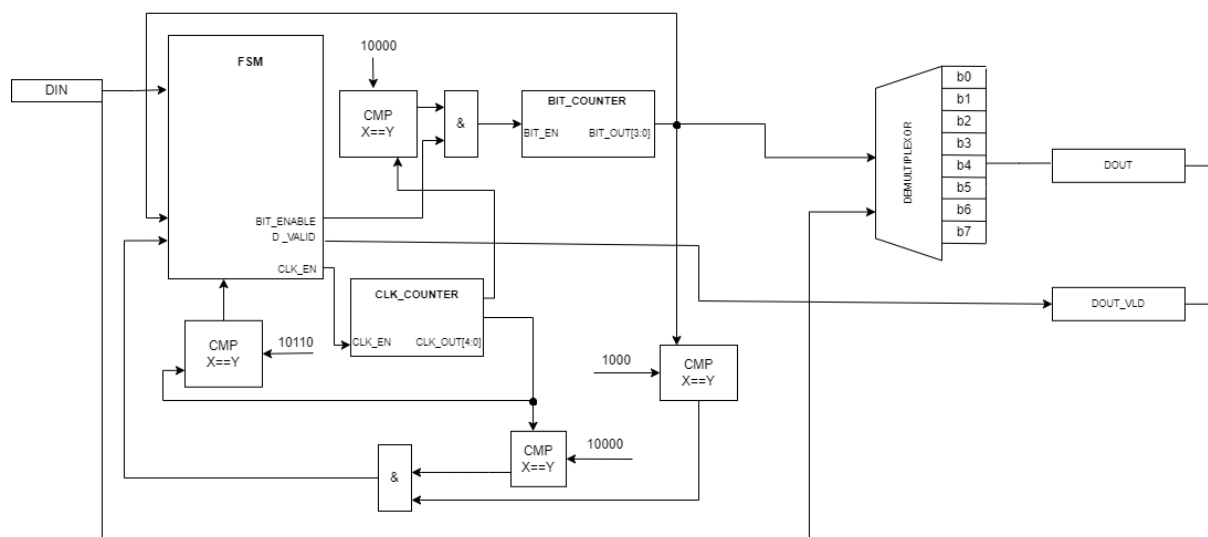 FSM
DIN
10000
CMP
X==Y
&
BIT_COUNTER
BIT_EN
BIT_OUT[3:0]
b0
b1
b2
b3
b4
b5
b6
b7
DEMULTIPLEXOR
DOUT
BIT_ENABLE
D _VALID
CLK_EN
CLK_COUNTER
CLK_EN
CLK_OUT[4:0]
DOUT_VLD
CMP
X==Y
10110
1000
CMP
X==Y
CMP
X==Y
10000
&